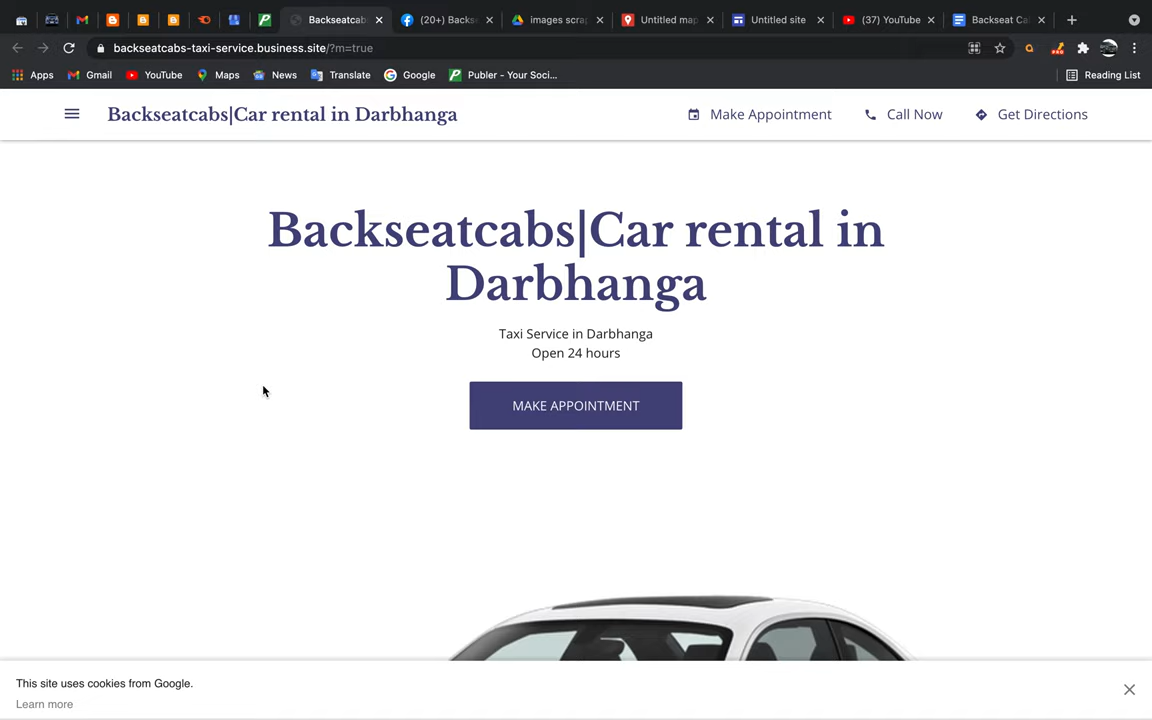 Backseatcabs
(20+) Backs
images scra
Untitled map
Untitled site
(37) YouTube
Backseat Ca
backseatcabs-taxi-service.business.site/?m=true
Apps
Gmail
YouTube
Maps
News
Translate
Google
Publer - Your Soci...
Reading List
Backseatcabs|Car rental in Darbhanga
Make Appointment
Call Now
Get Directions
Backseatcabs|Car rental in
Darbhanga
Taxi Service in Darbhanga
Open 24 hours
MAKE APPOINTMENT
This site uses cookies from Google.
Learn more